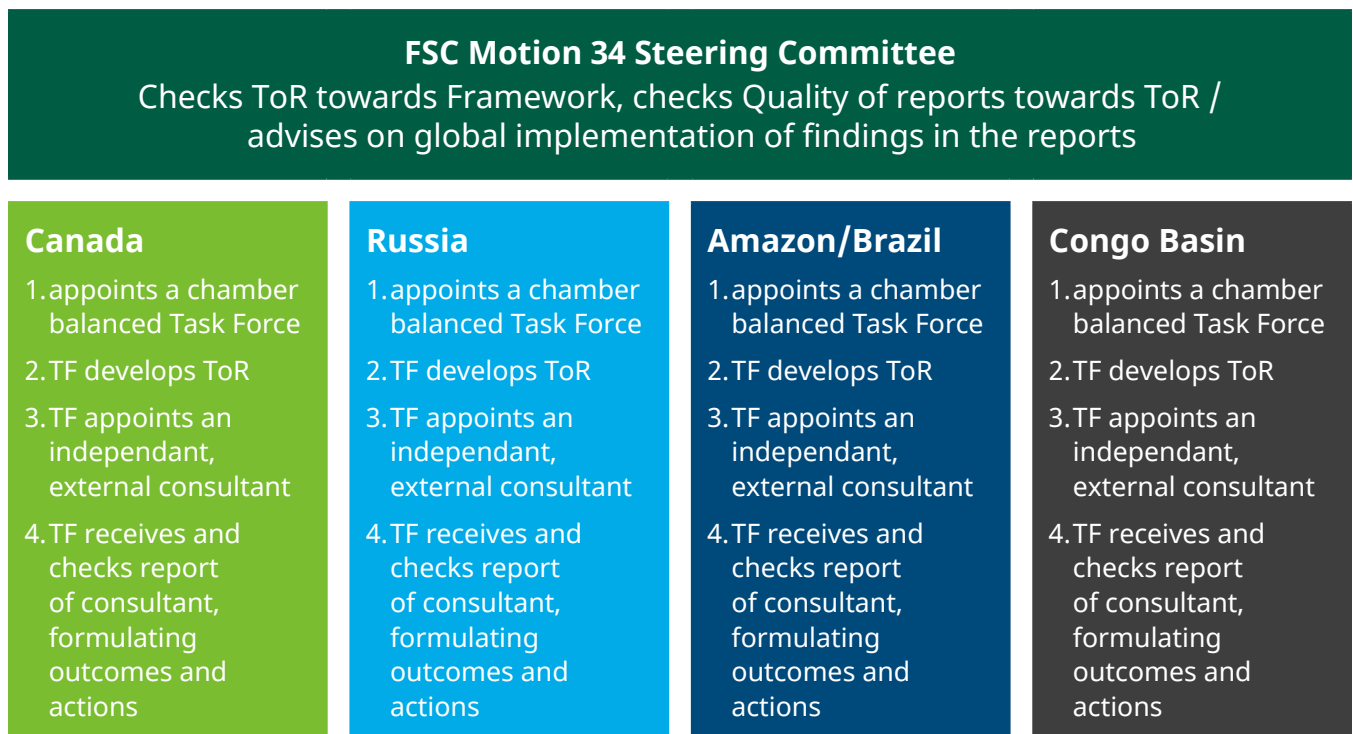 FSC Motion 34 Steering Committee
Checks ToR towards Framework, checks Quality of reports towards ToR /
advises on global implementation of findings in the reports
Canada
1. appoints a chamber
balanced Task Force
2. TF develops ToR
3. TF appoints an
independant,
external consultant
4. TF receives and
checks report
of consultant,
formulating
outcomes and
actions
Russia
1. appoints a chamber
balanced Task Force
2. TF develops ToR
3. TF appoints an
independant,
external consultant
4. TF receives and
checks report
of consultant,
formulating
outcomes and
actions
Amazon/Brazil
1. appoints a chamber
balanced Task Force
2. TF develops ToR
3. TF appoints an
independant,
external consultant
4. TF receives and
checks report
of consultant,
formulating
outcomes and
actions
Congo Basin
1. appoints a chamber
balanced Task Force
2. TF develops ToR
3. TF appoints an
independant,
external consultant
4. TF receives and
checks report
of consultant,
formulating
outcomes and
actions